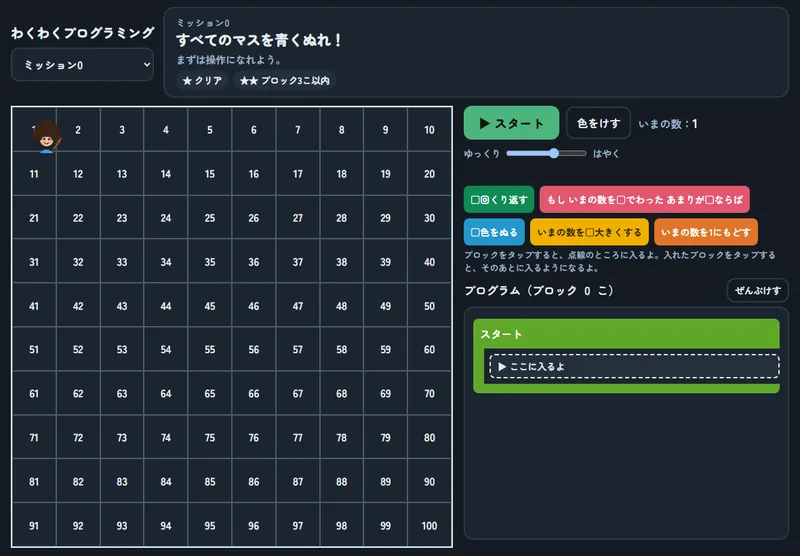 わくわくプログラミング
ミッション0
ミッション0
すべてのマスを青くぬれ！
まずは操作になれよう。
★ クリア ★★ ブロック3こ以内
1 2 3 4 5 6 7 8 9 10
11 12 13 14 15 16 17 18 19 20
21 22 23 24 25 26 27 28 29 30
31 32 33 34 35 36 37 38 39 40
41 42 43 44 45 46 47 48 49 50
51 52 53 54 55 56 57 58 59 60
61 62 63 64 65 66 67 68 69 70
71 72 73 74 75 76 77 78 79 80
81 82 83 84 85 86 87 88 89 90
91 92 93 94 95 96 97 98 99 100
▶ スタート 色をけす いまの数：1
ゆっくり はやく
□回くり返す もし いまの数を□でわった あまりが□ならば
□色をぬる いまの数を□大きくする いまの数を1にもどす
ブロックをタップすると、点線のところに入るよ。入れたブロックをタップする
と、そのあとに入るようになるよ。
プログラム（ブロック 0 こ） ぜんぶけす
スタート
▶ ここに入るよ